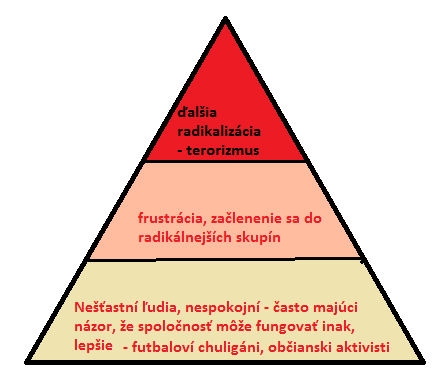 ďalšia
radikalizácia
- terorizmus
frustrácia, začlenenie sa do
radikálnejších skupín
Nešťastní ľudia, nespokojní - často majúci
názor, že spoločnosť môže fungovať inak,
lepšie - futbaloví chuligáni, občianski aktivisti